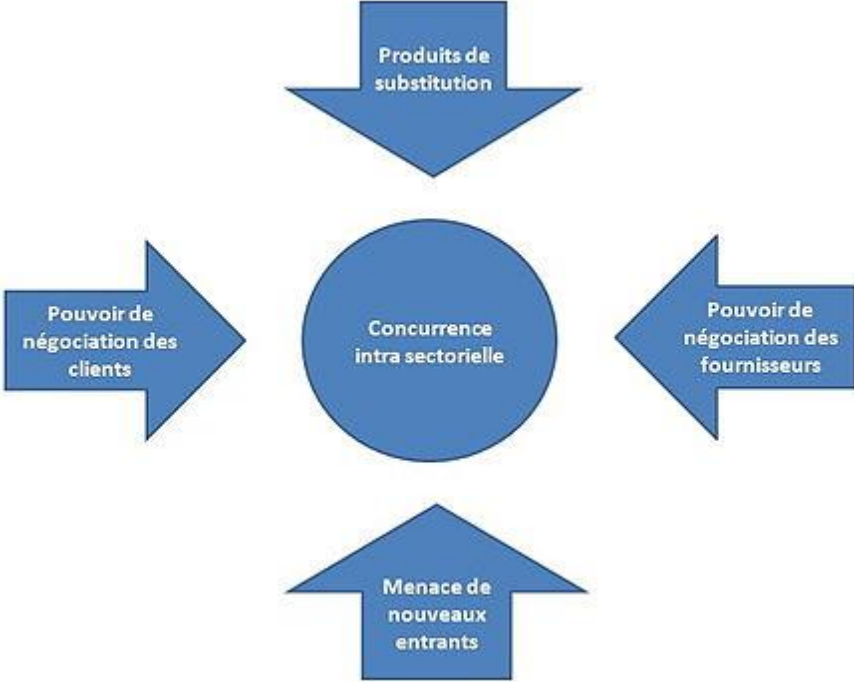 Produits de
substitution
Pouvoir de
négociation des
clients
Concurrence
intra sectorielle
Pouvoir de
négociation des
fournisseurs
Menace de
nouveaux
entrants